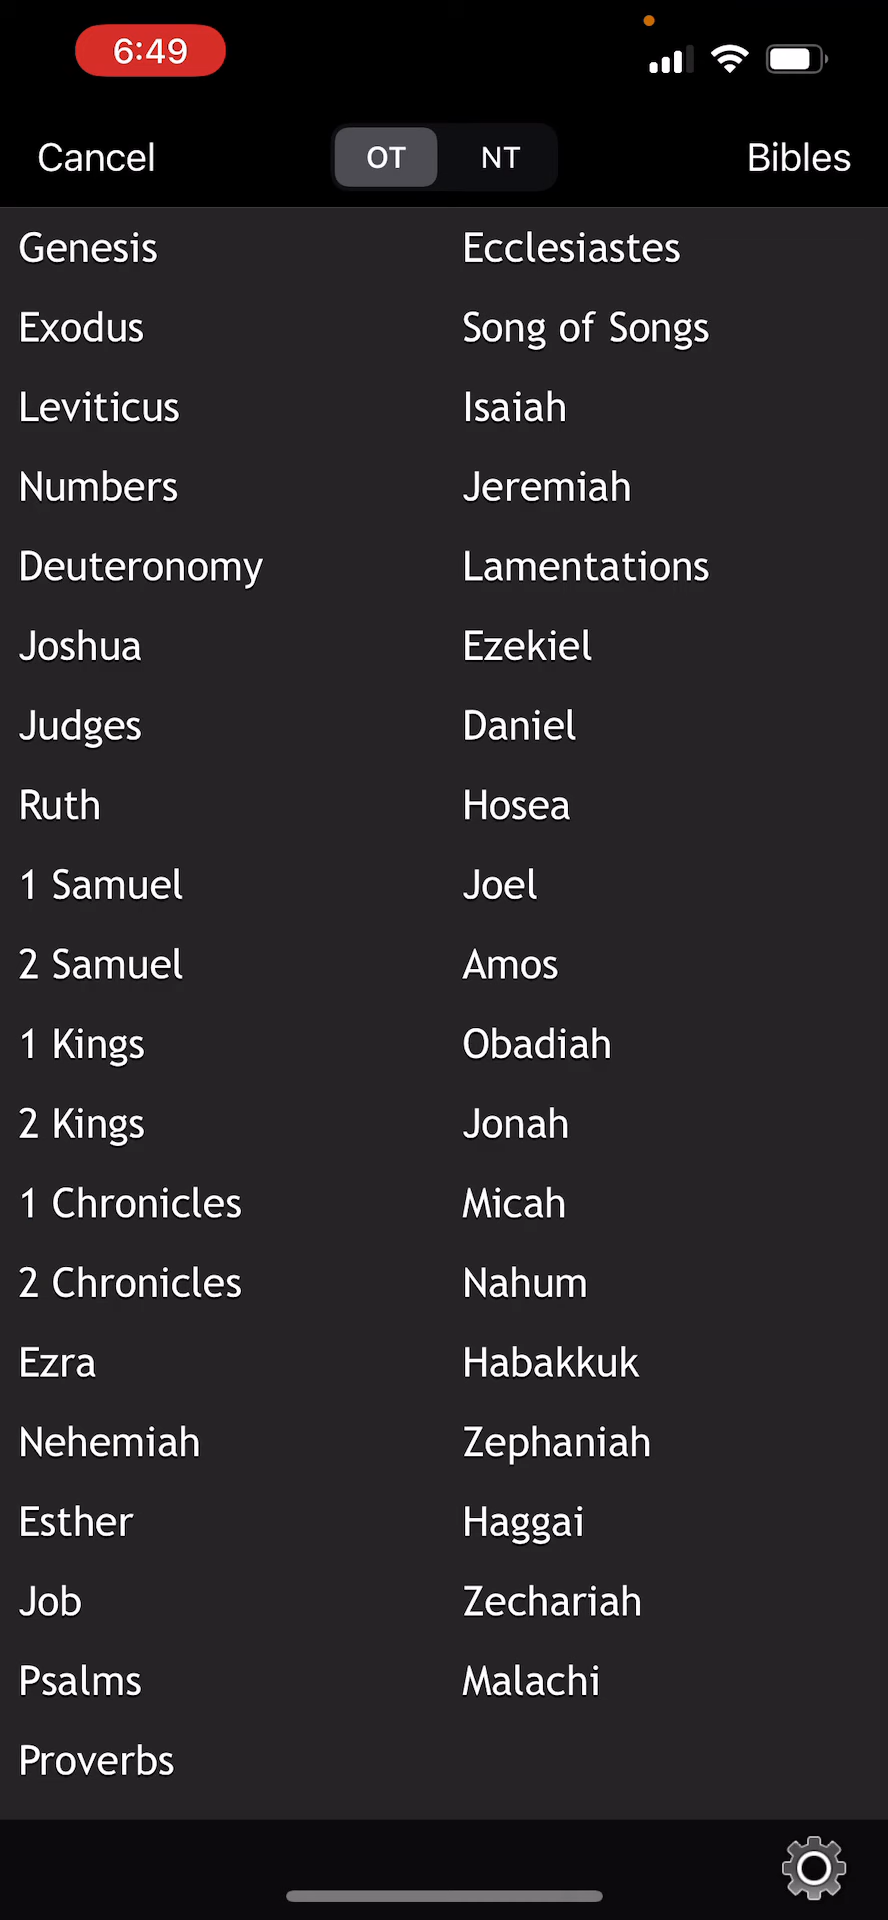 6:49
Cancel
OT
NT
Bibles
Genesis
Exodus
Leviticus
Numbers
Deuteronomy
Joshua
Judges
Ruth
1 Samuel
2 Samuel
1 Kings
2 Kings
1 Chronicles
2 Chronicles
Ezra
Nehemiah
Esther
Job
Psalms
Proverbs
Ecclesiastes
Song of Songs
Isaiah
Jeremiah
Lamentations
Ezekiel
Daniel
Hosea
Joel
Amos
Obadiah
Jonah
Micah
Nahum
Habakkuk
Zephaniah
Haggai
Zechariah
Malachi